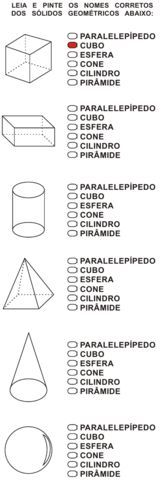 LEIA E PINTE OS NOMES CORRETOS
DOS SÓLIDOS GEOMÉTRICOS ABAIXO:
PARALELEPÍPEDO
CUBO
ESFERA
CONE
CILINDRO
PIRÂMIDE
PARALELEPÍPEDO
CUBO
ESFERA
CONE
CILINDRO
PIRÂMIDE
PARALELEPÍPEDO
CUBO
ESFERA
CONE
CILINDRO
PIRÂMIDE
PARALELEPÍPEDO
CUBO
ESFERA
CONE
CILINDRO
PIRÂMIDE
PARALELEPÍPEDO
CUBO
ESFERA
CONE
CILINDRO
PIRÂMIDE
PARALELEPÍPEDO
CUBO
ESFERA
CONE
CILINDRO
PIRÂMIDE